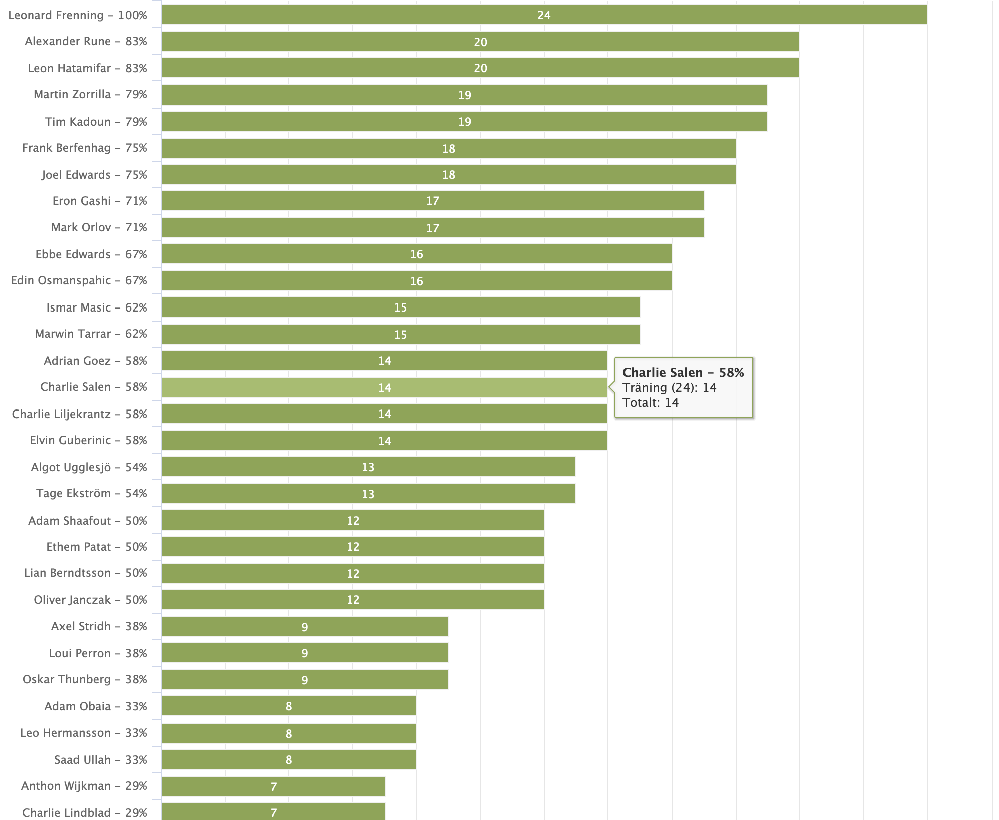 Leonard Frenning – 100% 24
Alexander Rune – 83% 20
Leon Hatamifar – 83% 20
Martin Zorrilla – 79% 19
Tim Kadoun – 79% 19
Frank Berfenhag – 75% 18
Joel Edwards – 75% 18
Eron Gashi – 71% 17
Mark Orlov – 71% 17
Ebbe Edwards – 67% 16
Edin Osmanspahic – 67% 16
Ismar Masic – 62% 15
Marwin Tarrar – 62% 15
Adrian Goez – 58% 14
Charlie Salen – 58% 14
Charlie Salen – 58%
Träning (24): 14
Totalt: 14
Charlie Liljekrantz – 58% 14
Elvin Guberinic – 58% 14
Algot Ugglesjö – 54% 13
Tage Ekström – 54% 13
Adam Shaafout – 50% 12
Ethem Patat – 50% 12
Lian Berndtsson – 50% 12
Oliver Janczak – 50% 12
Axel Stridh – 38% 9
Loui Perron – 38% 9
Oskar Thunberg – 38% 9
Adam Obaia – 33% 8
Leo Hermansson – 33% 8
Saad Ullah – 33% 8
Anthon Wijkman – 29% 7
Charlie Lindblad – 29% 7